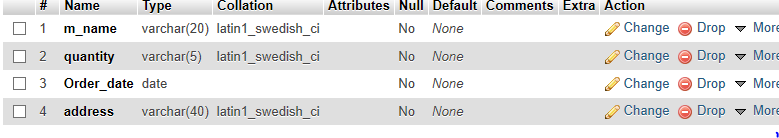 # Name Type Collation Attributes Null Default Comments Extra Action
1 m_name varchar(20) latin1_swedish_ci No None Change Drop More
2 quantity varchar(5) latin1_swedish_ci No None Change Drop More
3 Order_date date No None Change Drop More
4 address varchar(40) latin1_swedish_ci No None Change Drop More